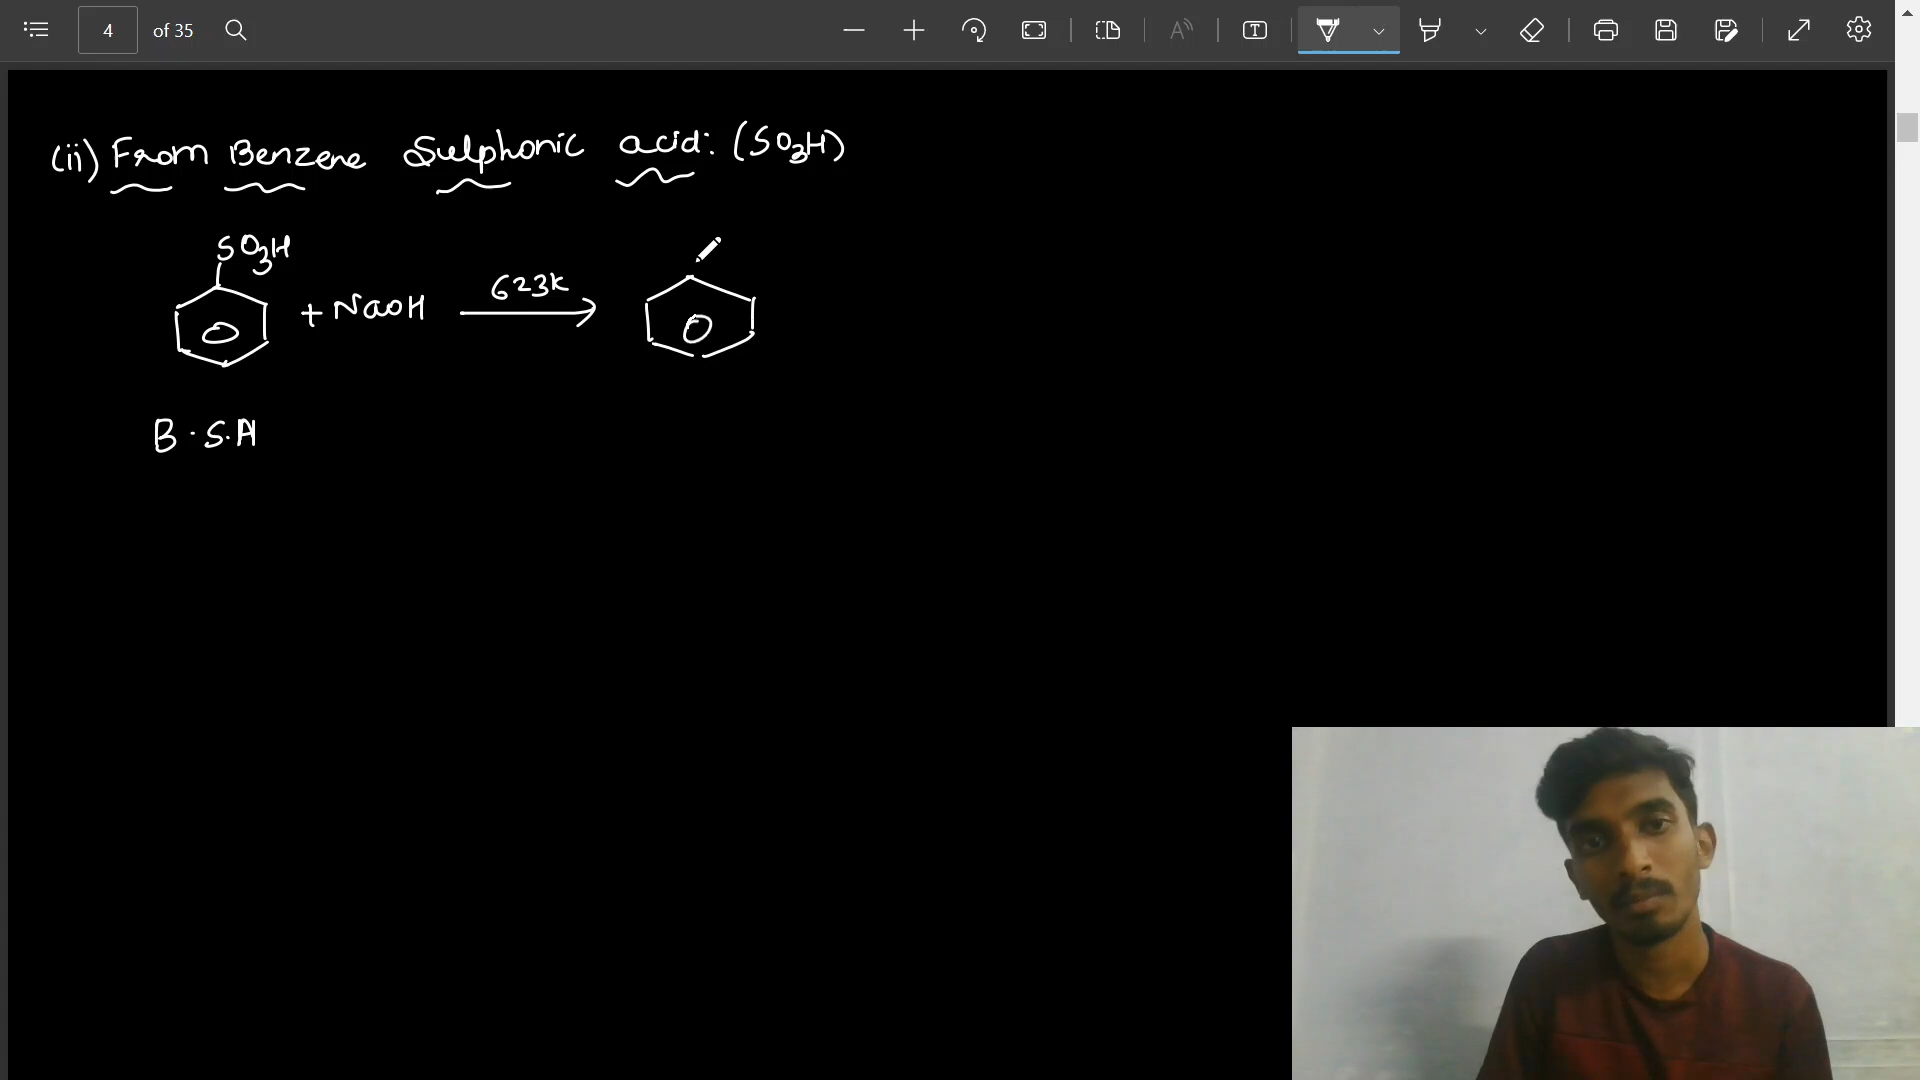 4 of 35
(ii) From Benzene Sulphonic acid: (SO3H)
SO3H
+ NaOH
623K
B.S.A